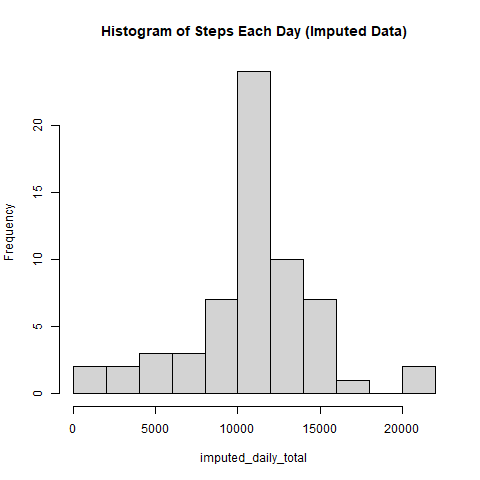 Histogram of Steps Each Day (Imputed Data)
Frequency
20
15
10
5
0
0 5000 10000 15000 20000
imputed_daily_total